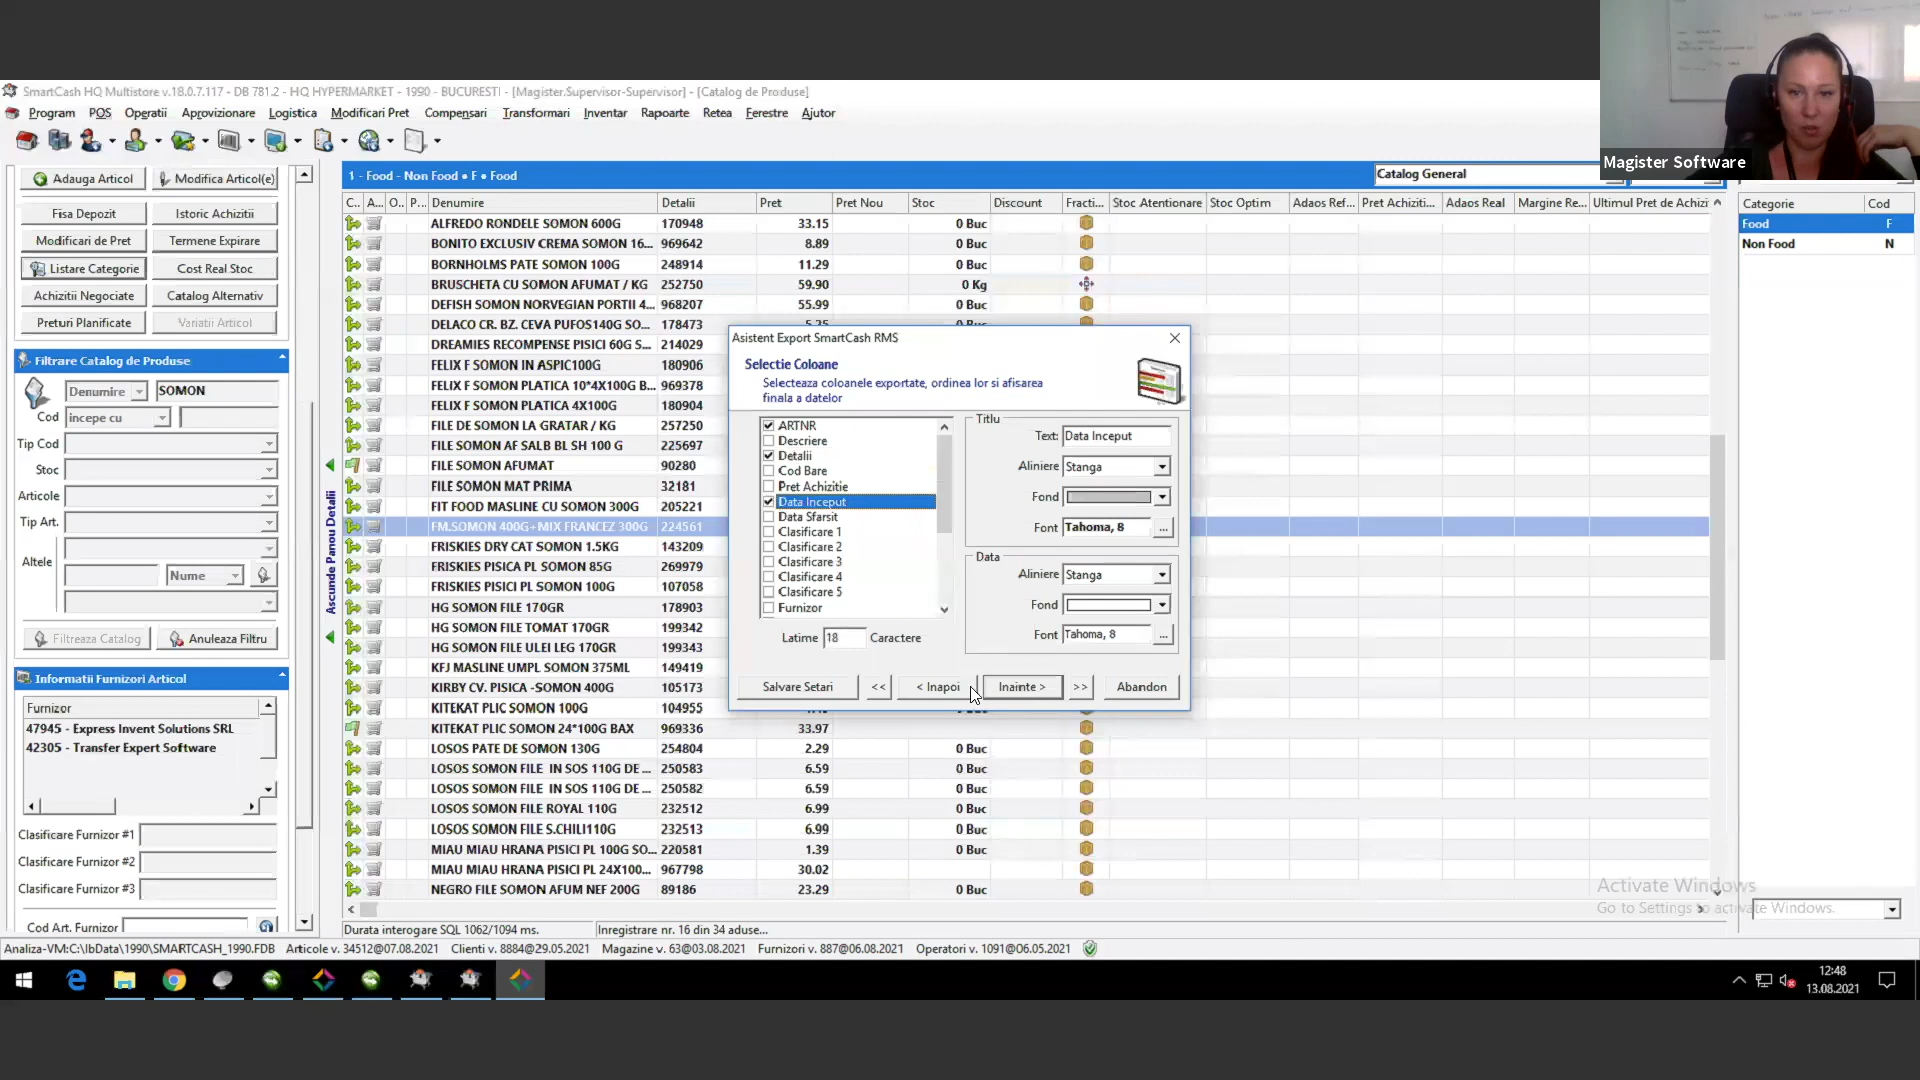 Magister Software
SmartCash HQ Multistore v.18.0.7.117 - DB 781.2 - HQ HYPERMARKET - 1990 - BUCURESTI - [Magister.Supervisor-Supervisor] - [Catalog de Produse]
Program POS Operatii Aprovizionare Logistica Modificari Pret Compensari Transformari Inventar Rapoarte Retea Ferestre Ajutor
Adauga Articol Modifica Articol(e)
Fisa Depozit Istoric Achizitii
Modificari de Pret Termene Expirare
Listare Categorie Cost Real Stoc
Achizitii Negociate Catalog Alternativ
Preturi Planificate Variatii Articol
Filtrare Catalog de Produse
Denumire SOMON
Cod incepe cu
Tip Cod
Stoc
Articole
Tip Art.
Altele
Nume
Filtreaza Catalog Anuleaza Filtru
Informatii Furnizori Articol
Furnizor
47945 - Express Invent Solutions SRL
42305 - Transfer Expert Software
Clasificare Furnizor #1
Clasificare Furnizor #2
Clasificare Furnizor #3
Cod Art. Furnizor
Ascunde Panou Detalii
1 - Food - Non Food ● F ● Food Catalog General
C.. A... O.. P... Denumire Detalii Pret Pret Nou Stoc Discount Fracti... Stoc Atentionare Stoc Optim Adaos Ref... Pret Achiziti... Adaos Real Margine Re... Ultimul Pret de Achizi
ALFREDO RONDELE SOMON 600G 170948 33.15 0 Buc
BONITO EXCLUSIV CREMA SOMON 16... 969642 8.89 0 Buc
BORNHOLMS PATE SOMON 100G 248914 11.29 0 Buc
BRUSCHETA CU SOMON AFUMAT / KG 252750 59.90 0 Kg
DEFISH SOMON NORVEGIAN PORTII 4... 968207 55.99 0 Buc
DELACO CR. BZ. CEVA PUFOS140G SO... 178473 5.25 0 Buc
DREAMIES RECOMPENSE PISICI 60G S... 214029
FELIX F SOMON IN ASPIC100G 180906
FELIX F SOMON PLATICA 10*4X100G B... 969378
FELIX F SOMON PLATICA 4X100G 180904
FILE DE SOMON LA GRATAR / KG 257250
FILE SOMON AF SALB BL SH 100 G 225697
FILE SOMON AFUMAT 90280
FILE SOMON MAT PRIMA 32181
FIT FOOD MASLINE CU SOMON 300G 205221
FM.SOMON 400G+MIX FRANCEZ 300G 224561
FRISKIES DRY CAT SOMON 1.5KG 143209
FRISKIES PISICA PL SOMON 85G 269979
FRISKIES PISICI PL SOMON 100G 107058
HG SOMON FILE 170GR 178903
HG SOMON FILE TOMAT 170GR 199342
HG SOMON FILE ULEI LEG 170GR 199343
KFJ MASLINE UMPL SOMON 375ML 149419
KIRBY CV. PISICA -SOMON 400G 105173
KITEKAT PLIC SOMON 100G 104955
KITEKAT PLIC SOMON 24*100G BAX 969336 33.97
LOSOS PATE DE SOMON 130G 254804 2.29 0 Buc
LOSOS SOMON FILE IN SOS 110G DE ... 250583 6.59 0 Buc
LOSOS SOMON FILE IN SOS 110G DE ... 250582 6.59 0 Buc
LOSOS SOMON FILE ROYAL 110G 232512 6.99 0 Buc
LOSOS SOMON FILE S.CHILI110G 232513 6.99 0 Buc
MIAU MIAU HRANA PISICI PL 100G SO... 220581 1.39 0 Buc
MIAU MIAU HRANA PISICI PL 24X100... 967798 30.02
NEGRO FILE SOMON AFUM NEF 200G 89186 23.29 0 Buc
Durata interogare SQL 1062/1094 ms. Inregistrare nr. 16 din 34 aduse...
Asistent Export SmartCash RMS
Selectie Coloane
Selecteaza coloanele exportate, ordinea lor si afisarea
finala a datelor
ARTNR
Descriere
Detalii
Cod Bare
Pret Achizitie
Data Inceput
Data Sfarsit
Clasificare 1
Clasificare 2
Clasificare 3
Clasificare 4
Clasificare 5
Furnizor
Latime 18 Caractere
Titlu
Text: Data Inceput
Aliniere Stanga
Fond
Font Tahoma, 8 ...
Data
Aliniere Stanga
Fond
Font Tahoma, 8 ...
Salvare Setari << < Inapoi Inainte > >> Abandon
Categorie Cod
Food F
Non Food N
Activate Windows
Go to Settings to activate Windows.
Analiza-VM:C:\IbData\1990\SMARTCASH_1990.FDB Articole v. 34512@07.08.2021 Clienti v. 8884@29.05.2021 Magazine v. 63@03.08.2021 Furnizori v. 887@06.08.2021 Operatori v. 1091@06.05.2021
12:48
13.08.2021